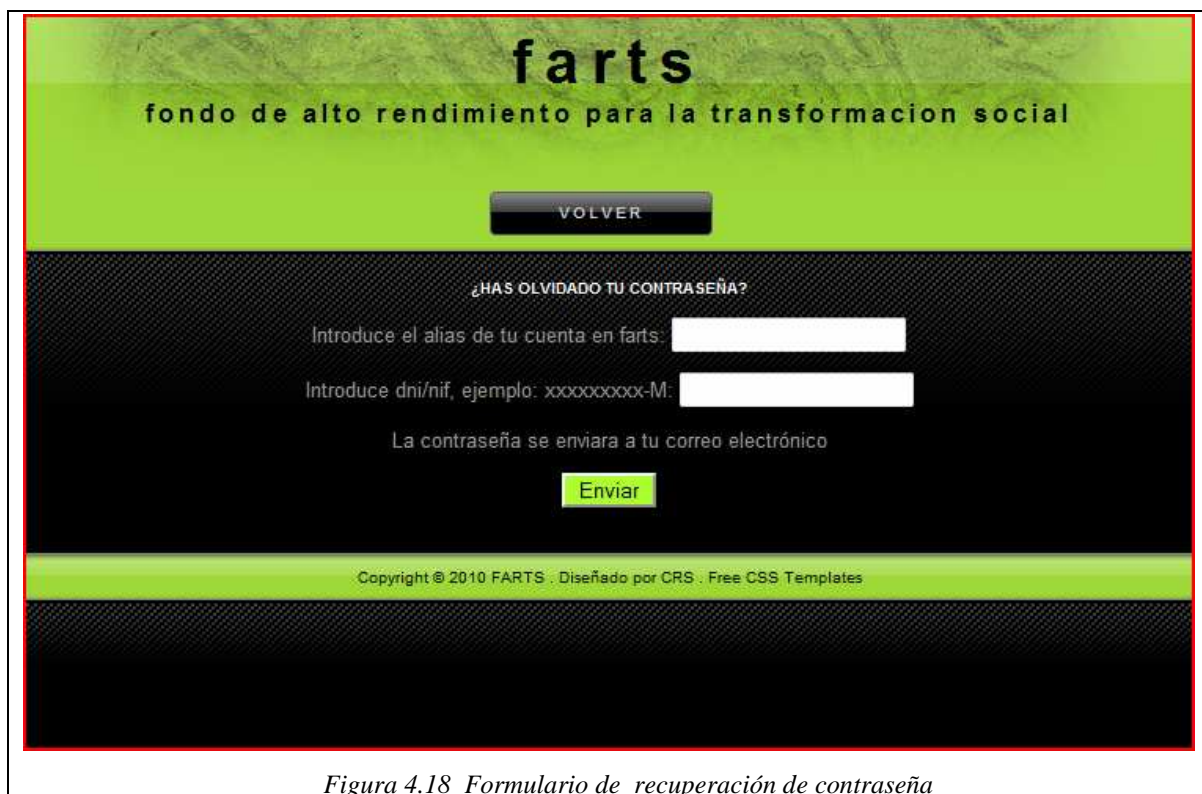 farts
fondo de alto rendimiento para la transformacion social
VOLVER
¿HAS OLVIDADO TU CONTRASEÑA?
Introduce el alias de tu cuenta en farts:
Introduce dni/nif, ejemplo: xxxxxxxxx-M:
La contraseña se enviara a tu correo electrónico
Enviar
Copyright © 2010 FARTS . Diseñado por CRS . Free CSS Templates
Figura 4.18 Formulario de recuperación de contraseña